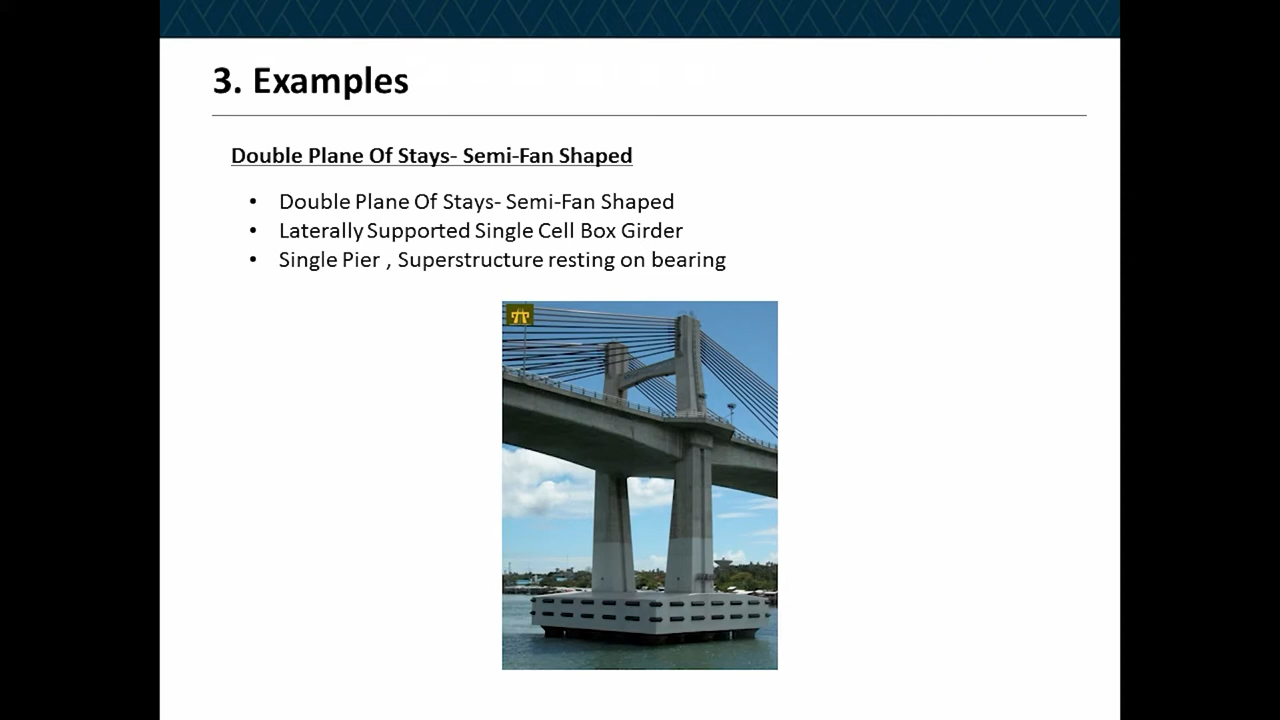 3. Examples
Double Plane Of Stays- Semi-Fan Shaped
• Double Plane Of Stays- Semi-Fan Shaped
• Laterally Supported Single Cell Box Girder
• Single Pier , Superstructure resting on bearing